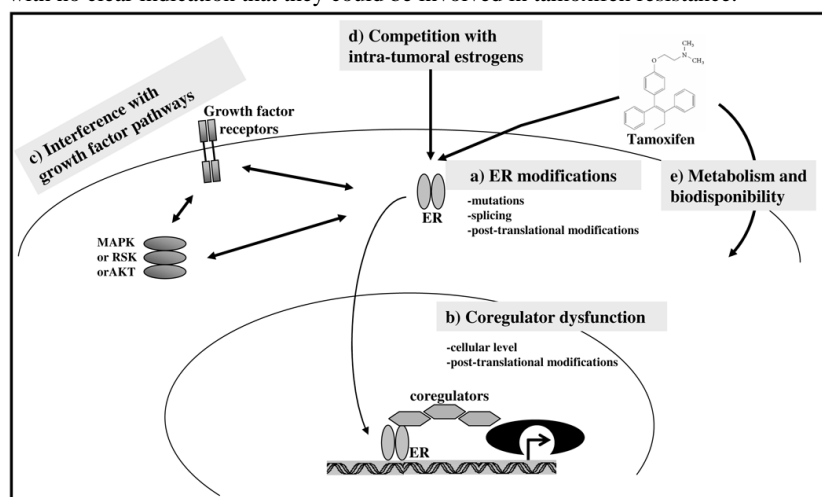 with no clear indication that they could be involved in tamoxifen resistance.
d) Competition with
intra-tumoral estrogens
c) Interference with
growth factor pathways
Growth factor
receptors
N
CH3
CH3
O
Tamoxifen
a) ER modifications
-mutations
-splicing
-post-translational modifications
e) Metabolism and
biodisponibility
ER
MAPK
or RSK
orAKT
b) Coregulator dysfunction
-cellular level
-post-translational modifications
coregulators
ER